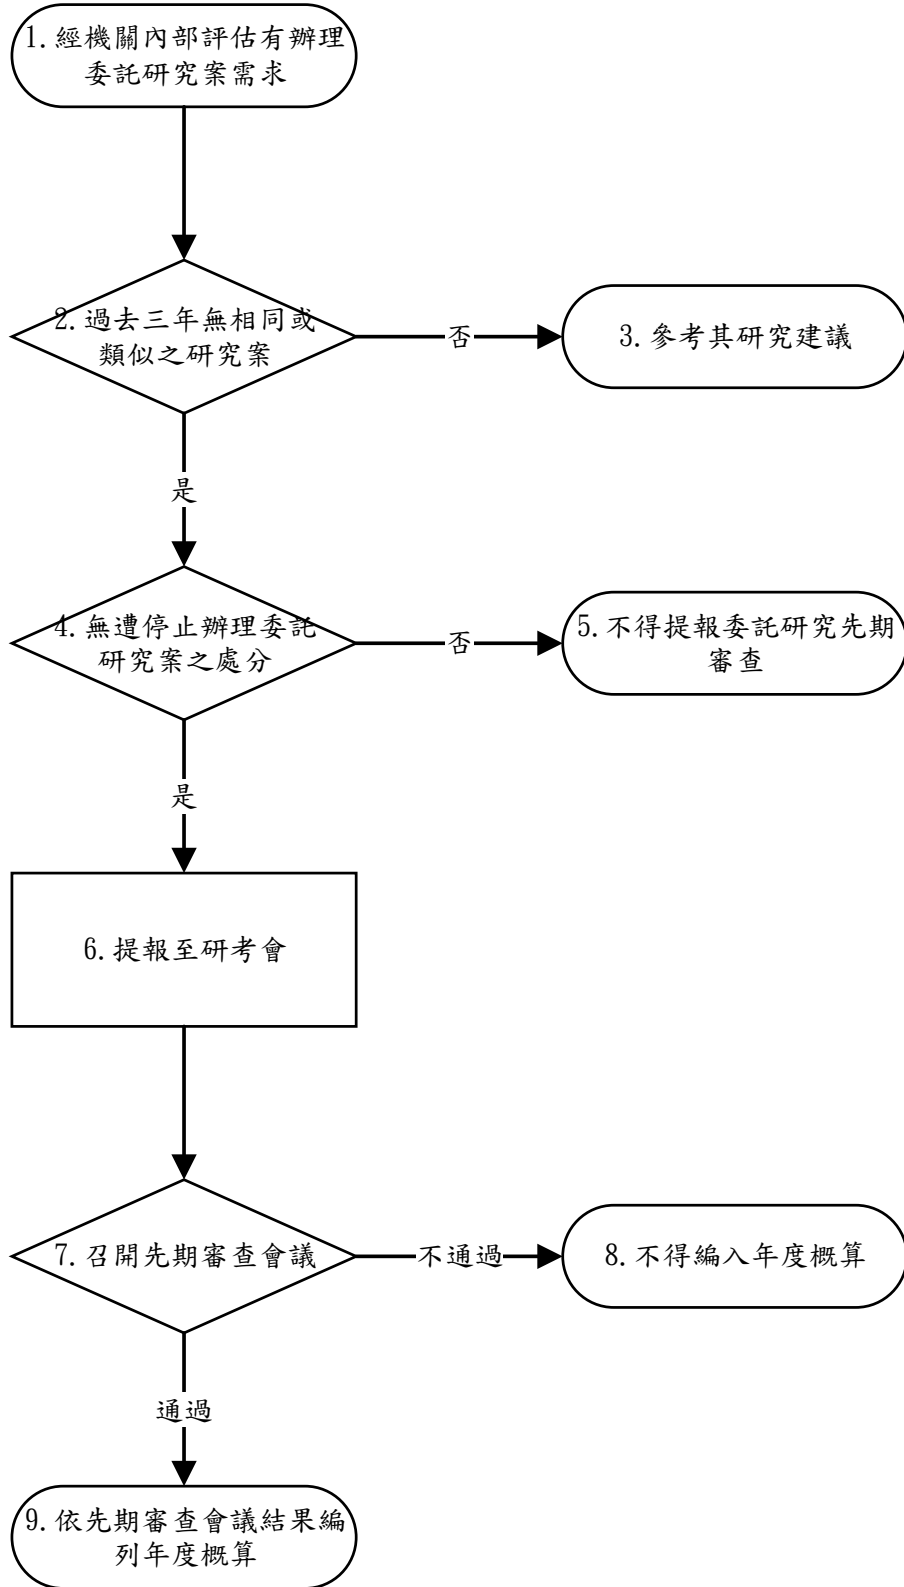 1.經機關內部評估有辦理
委託研究案需求
2.過去三年無相同或
類似之研究案
否
3.參考其研究建議
是
4.無遭停止辦理委託
研究案之處分
否
5.不得提報委託研究先期
審查
是
6.提報至研考會
7.召開先期審查會議
不通過
8.不得編入年度概算
通過
9.依先期審查會議結果編
列年度概算